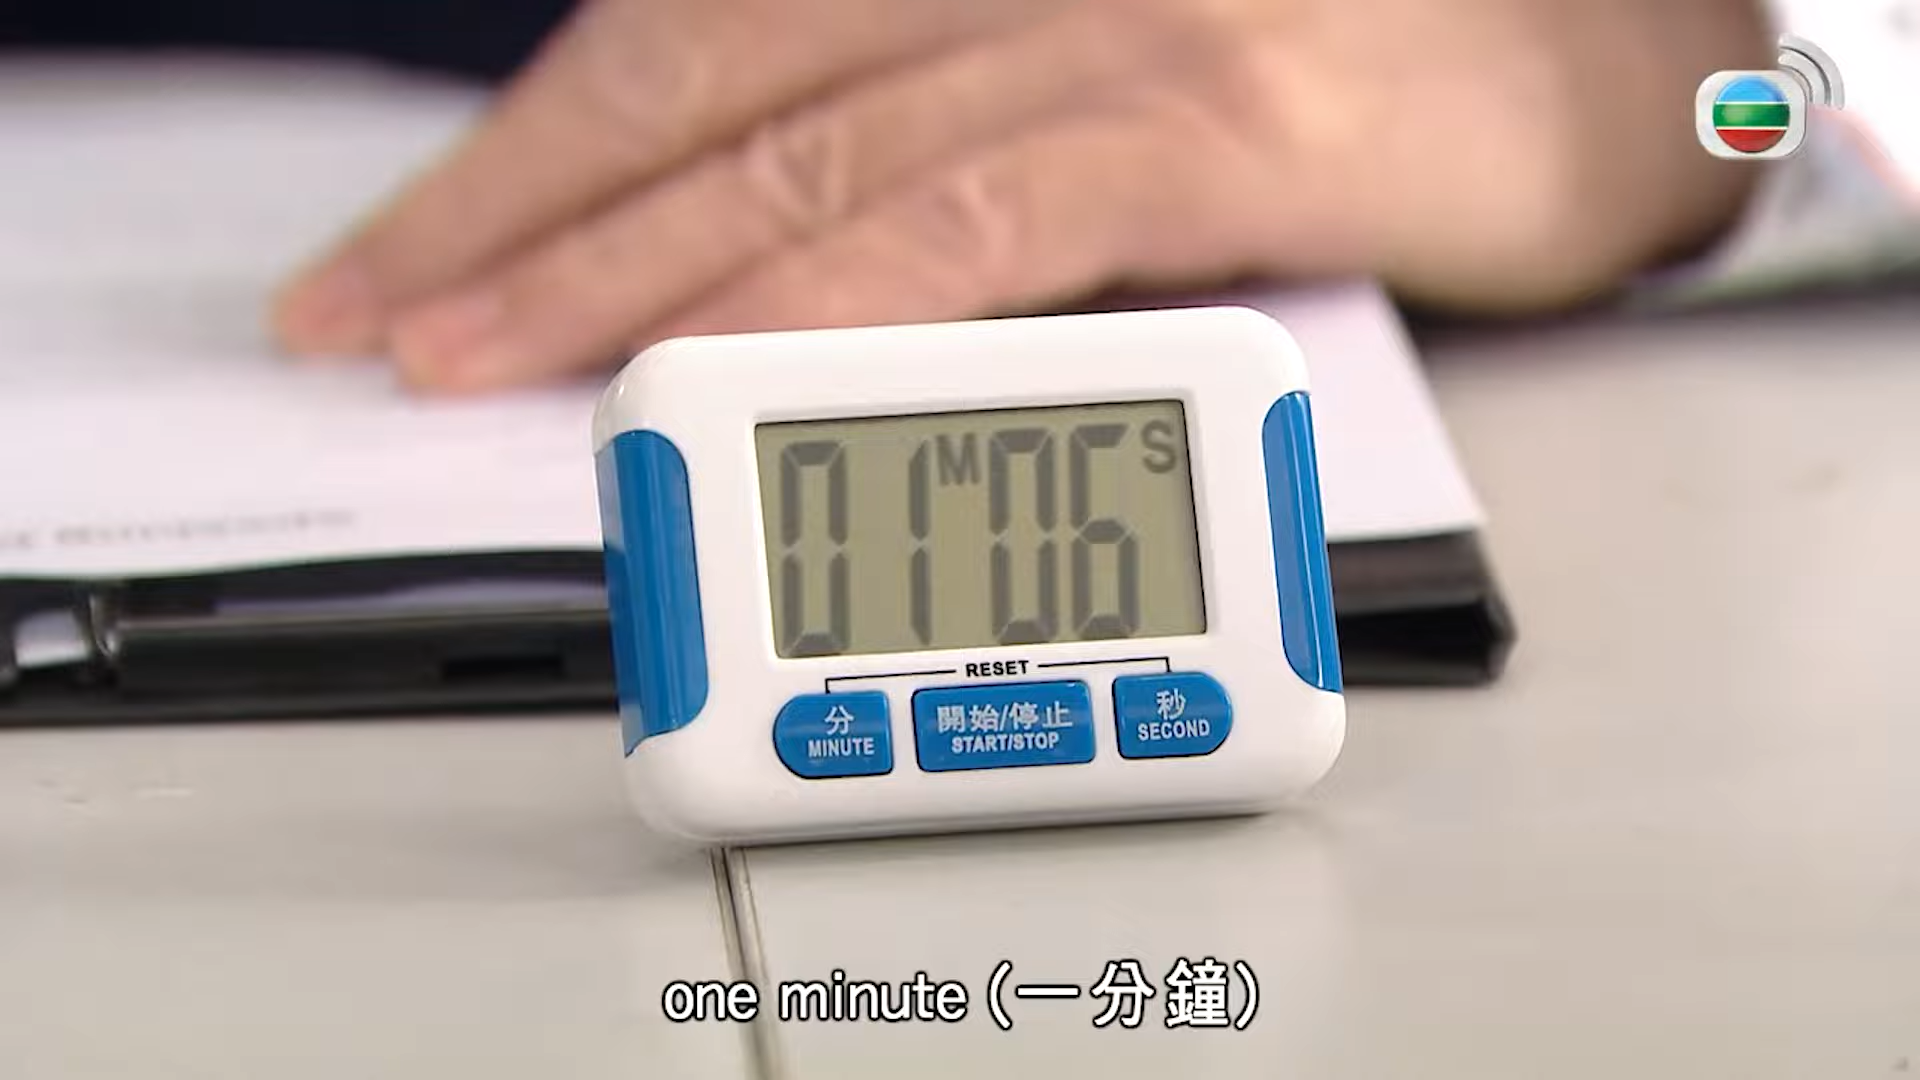 01M06S
RESET
分
MINUTE
開始/停止
START/STOP
秒
SECOND
one minute (一分鐘)